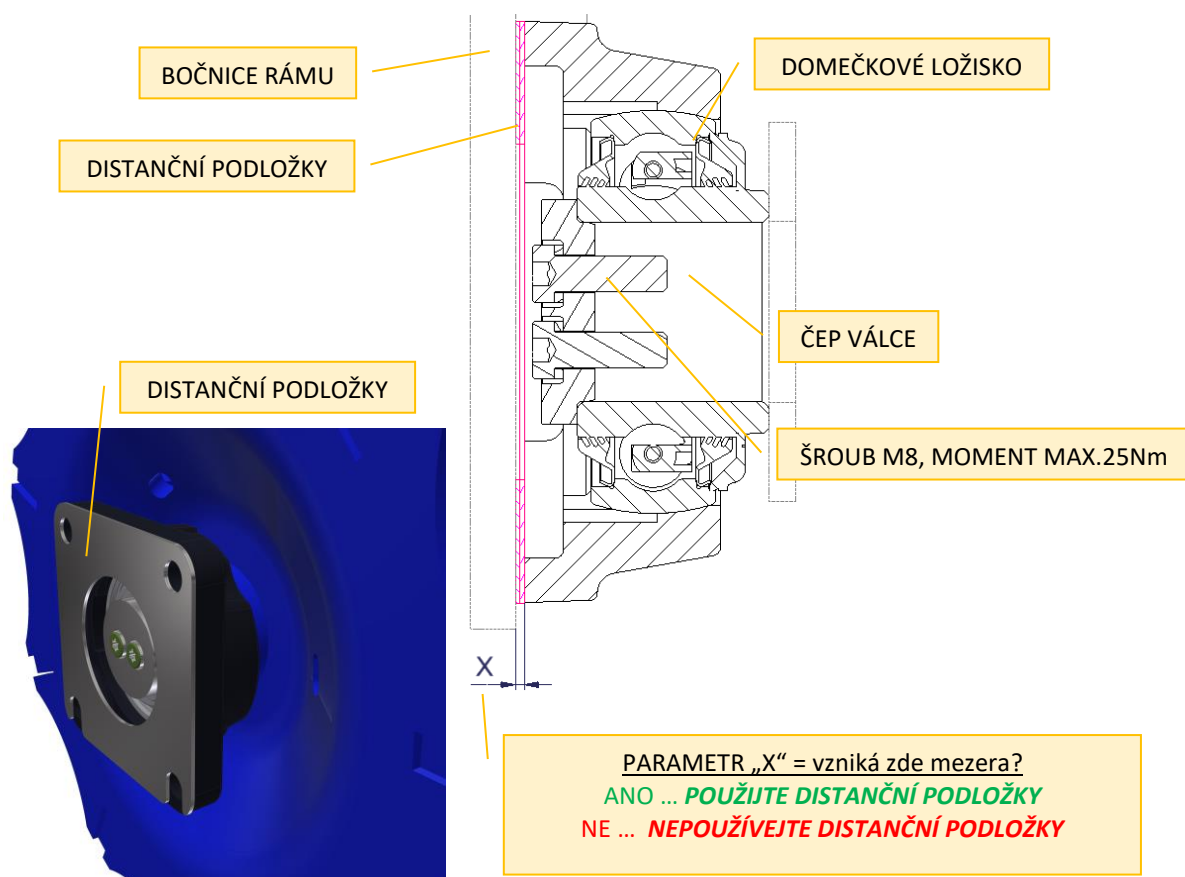 BOČNICE RÁMU
DOMEČKOVÉ LOŽISKO
DISTANČNÍ PODLOŽKY
ČEP VÁLCE
DISTANČNÍ PODLOŽKY
ŠROUB M8, MOMENT MAX.25Nm
X
PARAMETR „X“ = vzniká zde mezera?
ANO ... POUŽIJTE DISTANČNÍ PODLOŽKY
NE ... NEPOUŽÍVEJTE DISTANČNÍ PODLOŽKY